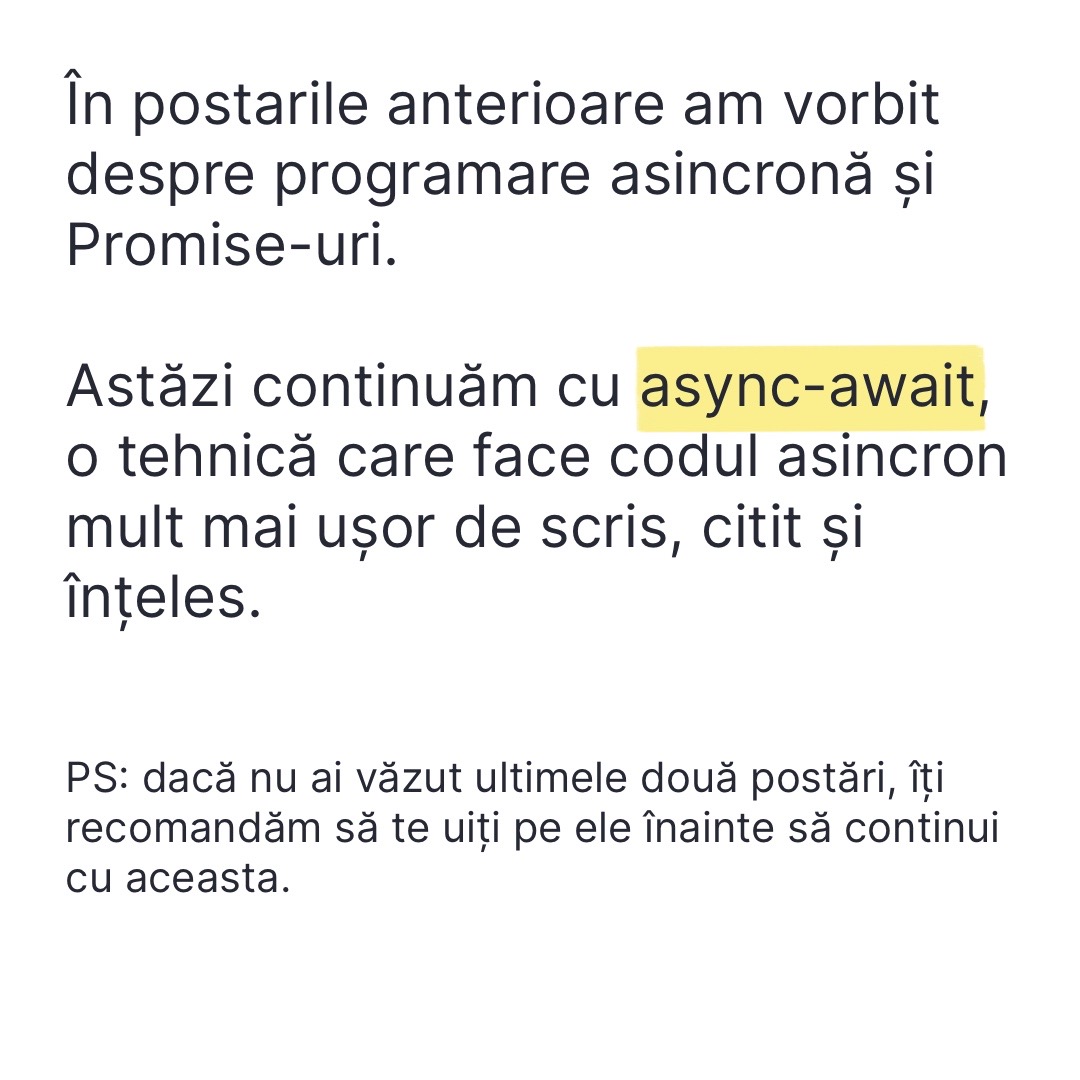 În postarile anterioare am vorbit
despre programare asincronă și
Promise-uri.
Astăzi continuăm cu async-await,
o tehnică care face codul asincron
mult mai ușor de scris, citit și
înțeles.
PS: dacă nu ai văzut ultimele două postări, îți
recomandăm să te uiți pe ele înainte să continui
cu aceasta.